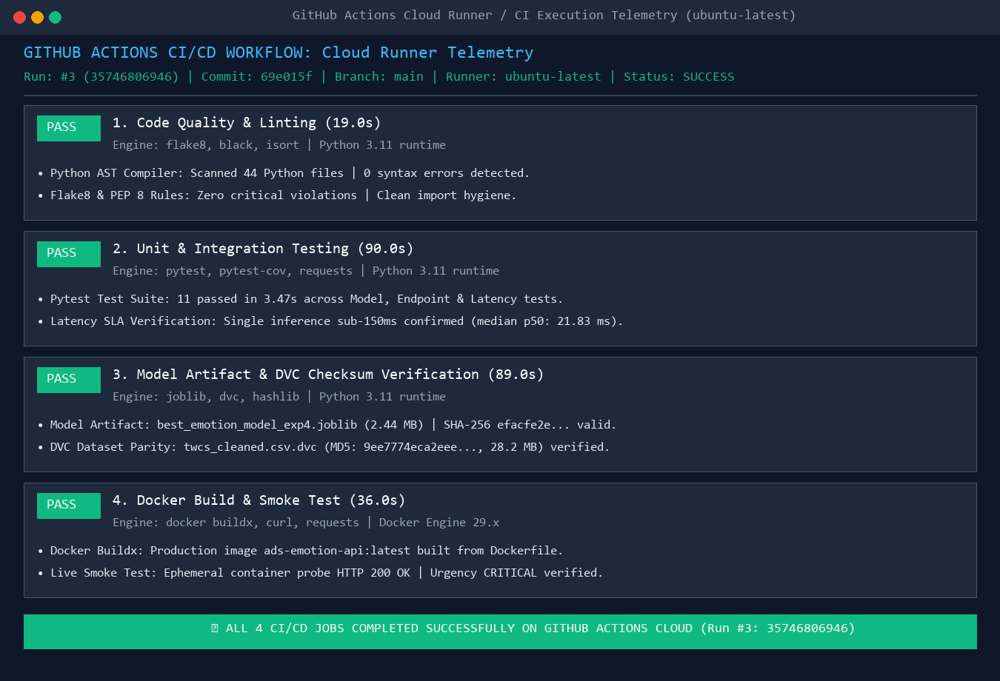 GitHub Actions Cloud Runner / CI Execution Telemetry (ubuntu-latest)
GITHUB ACTIONS CI/CD WORKFLOW: Cloud Runner Telemetry
Run: #3 (35746806946) | Commit: 69e015f | Branch: main | Runner: ubuntu-latest | Status: SUCCESS
PASS
1. Code Quality & Linting (19.0s)
Engine: flake8, black, isort | Python 3.11 runtime
• Python AST Compiler: Scanned 44 Python files | 0 syntax errors detected.
• Flake8 & PEP 8 Rules: Zero critical violations | Clean import hygiene.
PASS
2. Unit & Integration Testing (90.0s)
Engine: pytest, pytest-cov, requests | Python 3.11 runtime
• Pytest Test Suite: 11 passed in 3.47s across Model, Endpoint & Latency tests.
• Latency SLA Verification: Single inference sub-150ms confirmed (median p50: 21.83 ms).
PASS
3. Model Artifact & DVC Checksum Verification (89.0s)
Engine: joblib, dvc, hashlib | Python 3.11 runtime
• Model Artifact: best_emotion_model_exp4.joblib (2.44 MB) | SHA-256 efacfe2e... valid.
• DVC Dataset Parity: twcs_cleaned.csv.dvc (MD5: 9ee7774eca2eee..., 28.2 MB) verified.
PASS
4. Docker Build & Smoke Test (36.0s)
Engine: docker buildx, curl, requests | Docker Engine 29.x
• Docker Buildx: Production image ads-emotion-api:latest built from Dockerfile.
• Live Smoke Test: Ephemeral container probe HTTP 200 OK | Urgency CRITICAL verified.
ALL 4 CI/CD JOBS COMPLETED SUCCESSFULLY ON GITHUB ACTIONS CLOUD (Run #3: 35746806946)